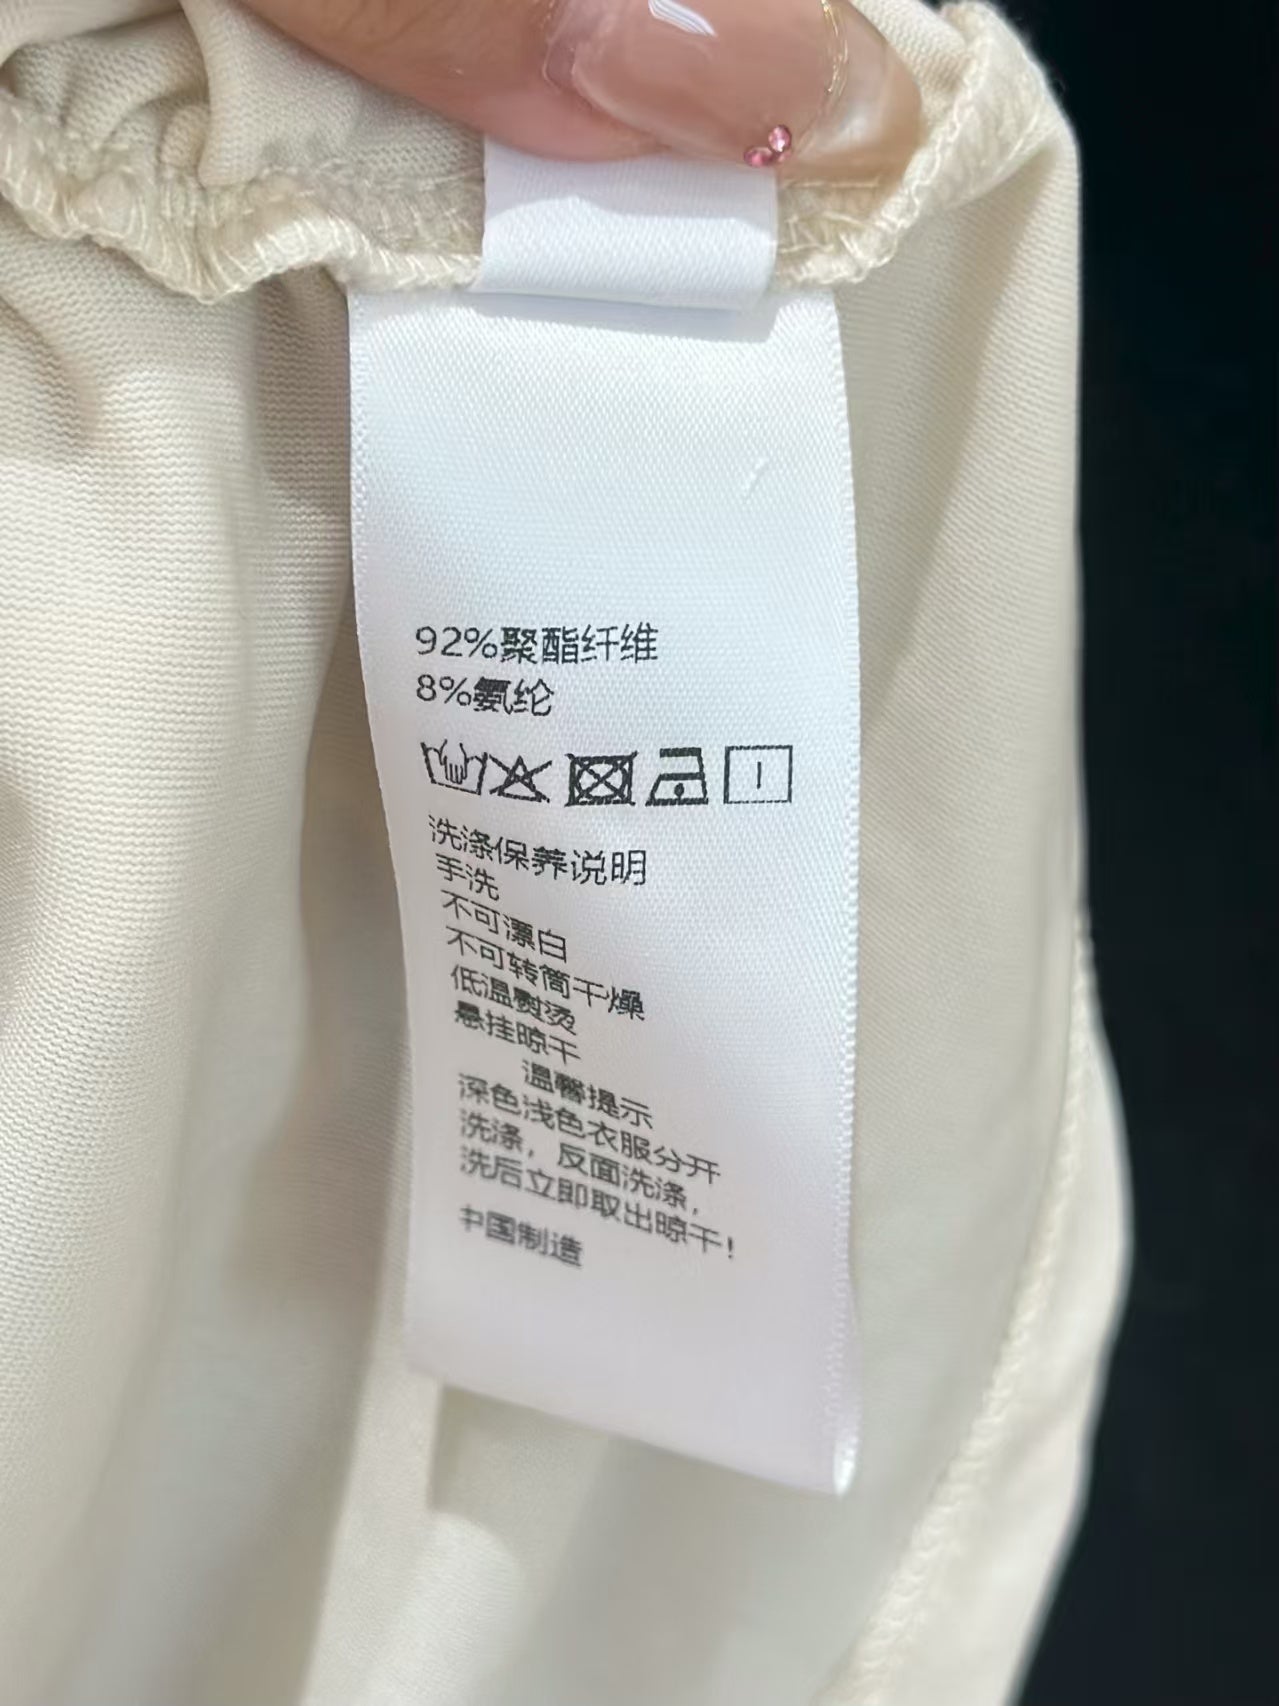 92%聚酯纤维
8%氨纶
洗涤保养说明
手洗
不可漂白
不可转筒干燥
低温熨烫
悬挂晾干
温馨提示
深色浅色衣服分开
洗涤，反面洗涤，
洗后立即取出晾干！
中国制造